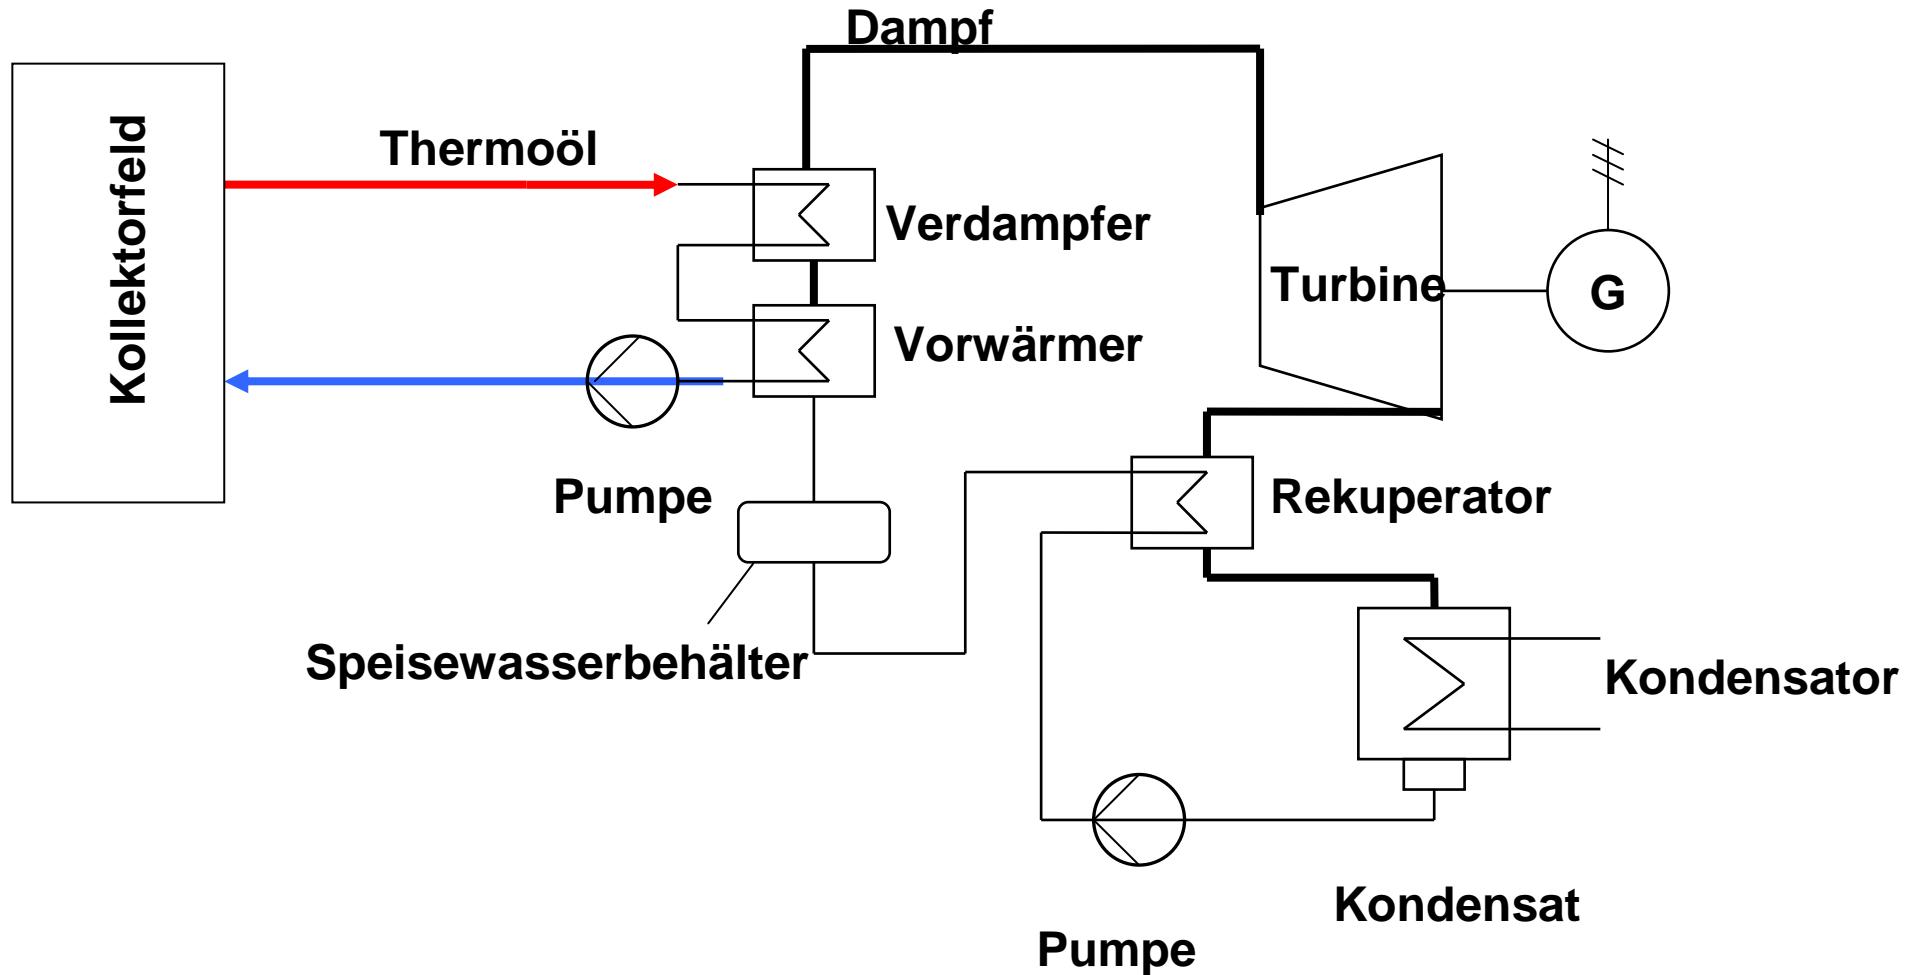 Dampf
Kollektorfeld
Thermoöl
Verdampfer
Turbine
G
Vorwärmer
Pumpe
Rekuperator
Speisewasserbehälter
Kondensator
Kondensat
Pumpe